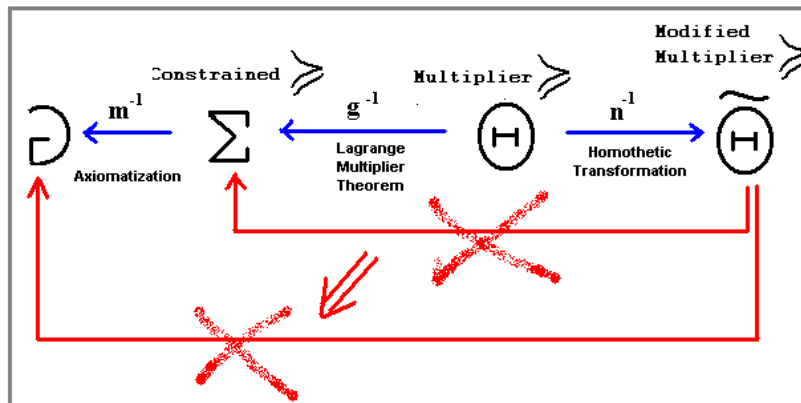 Modified
Constrained ≽ Multiplier ≽ Multiplier ≽
m⁻¹ Σ g⁻¹ Θ n⁻¹ Θ̃
Axiomatization
Lagrange
Multiplier
Theorem
Homothetic
Transformation